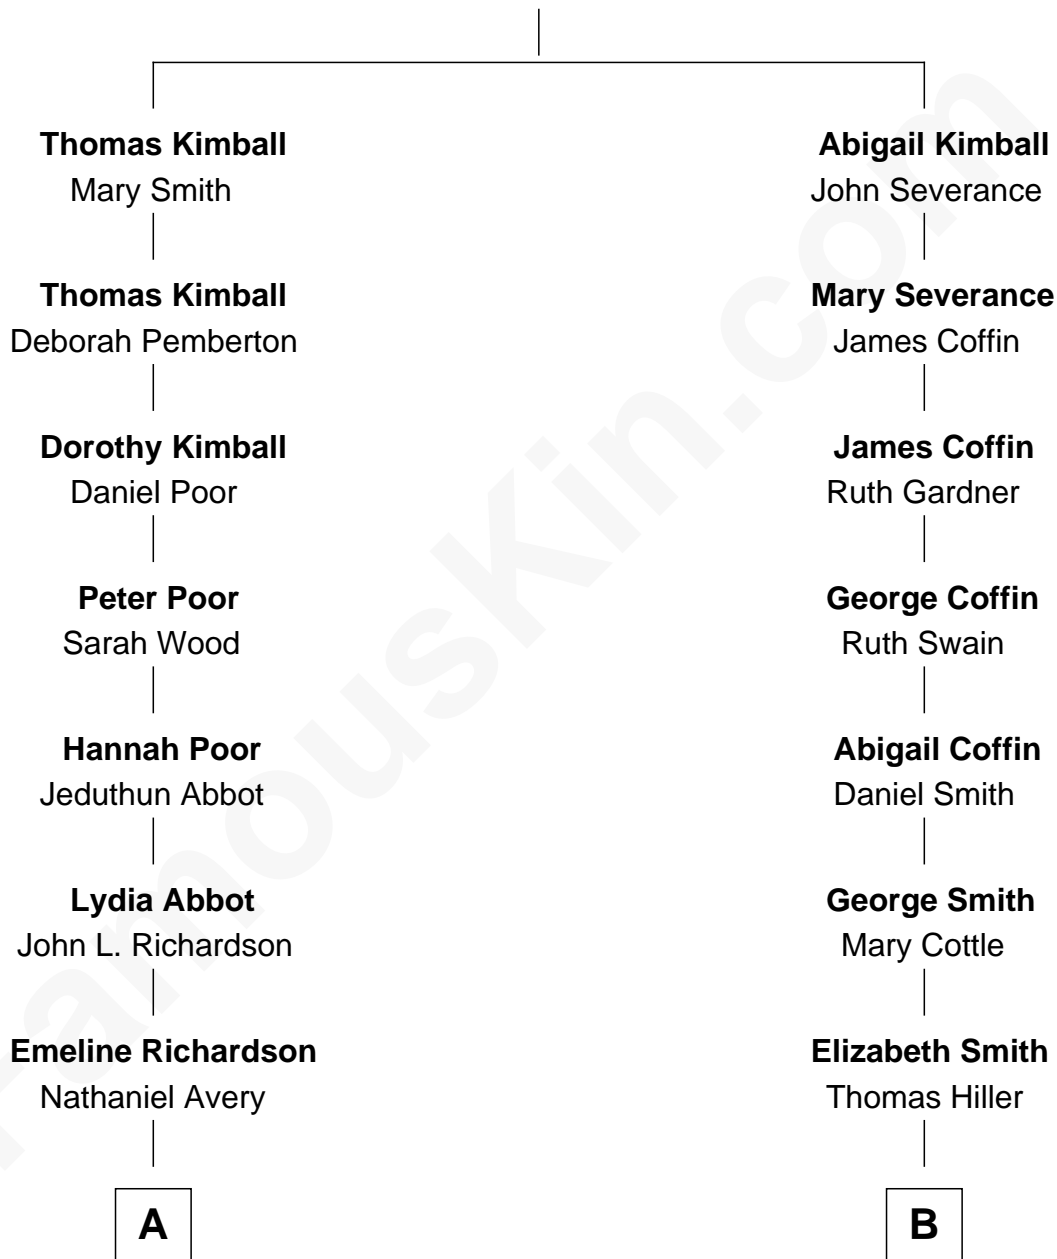 Thomas Kimball
Mary Smith
Abigail Kimball
John Severance
Thomas Kimball
Deborah Pemberton
Mary Severance
James Coffin
Dorothy Kimball
Daniel Poor
James Coffin
Ruth Gardner
Peter Poor
Sarah Wood
George Coffin
Ruth Swain
Hannah Poor
Jeduthun Abbot
Abigail Coffin
Daniel Smith
Lydia Abbot
John L. Richardson
George Smith
Mary Cottle
Emeline Richardson
Nathaniel Avery
Elizabeth Smith
Thomas Hiller
A
B
FamousKin.com